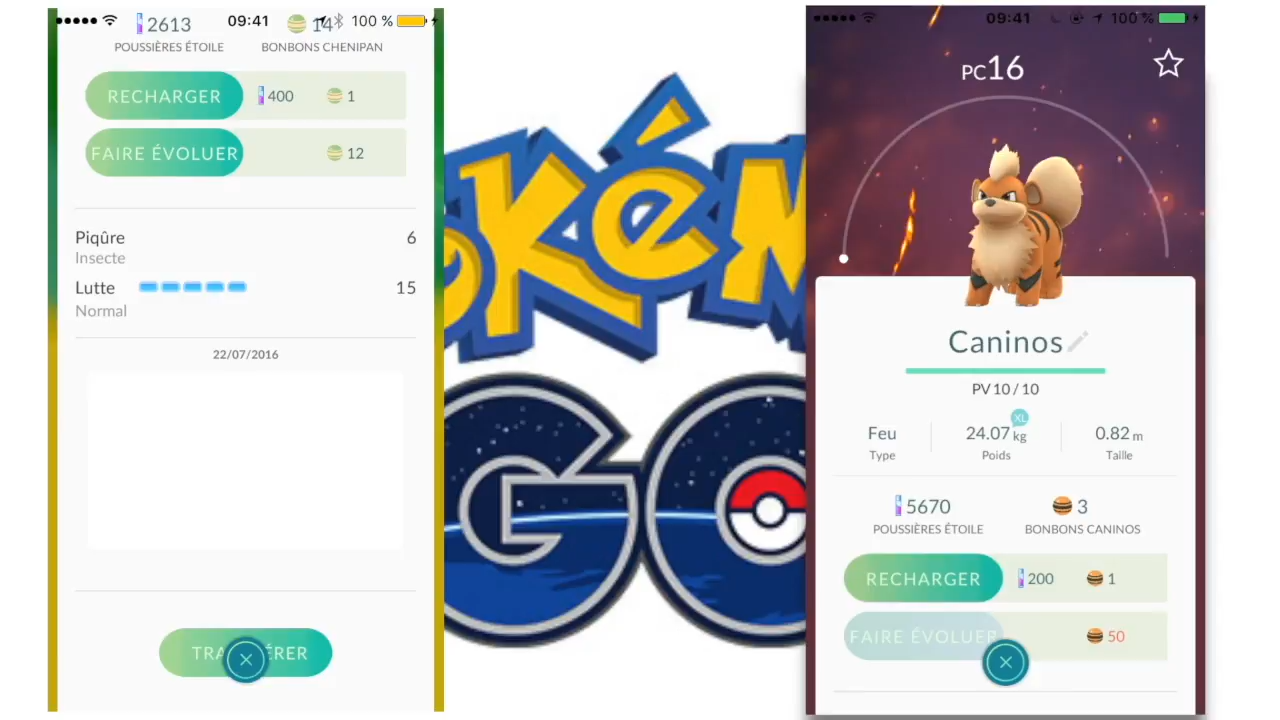 09:41
100 %
2613
14
POUSSIÈRES ÉTOILE
BONBONS CHENIPAN
RECHARGER
400
1
FAIRE ÉVOLUER
12
Piqûre
6
Insecte
Lutte
15
Normal
22/07/2016
TRA ÉRER
okém
GO
09:41
100 %
PC16
Caninos
PV 10 / 10
XL
Feu
24.07 kg
0.82 m
Type
Poids
Taille
5670
3
POUSSIÈRES ÉTOILE
BONBONS CANINOS
RECHARGER
200
1
FAIRE ÉVOLUER
50